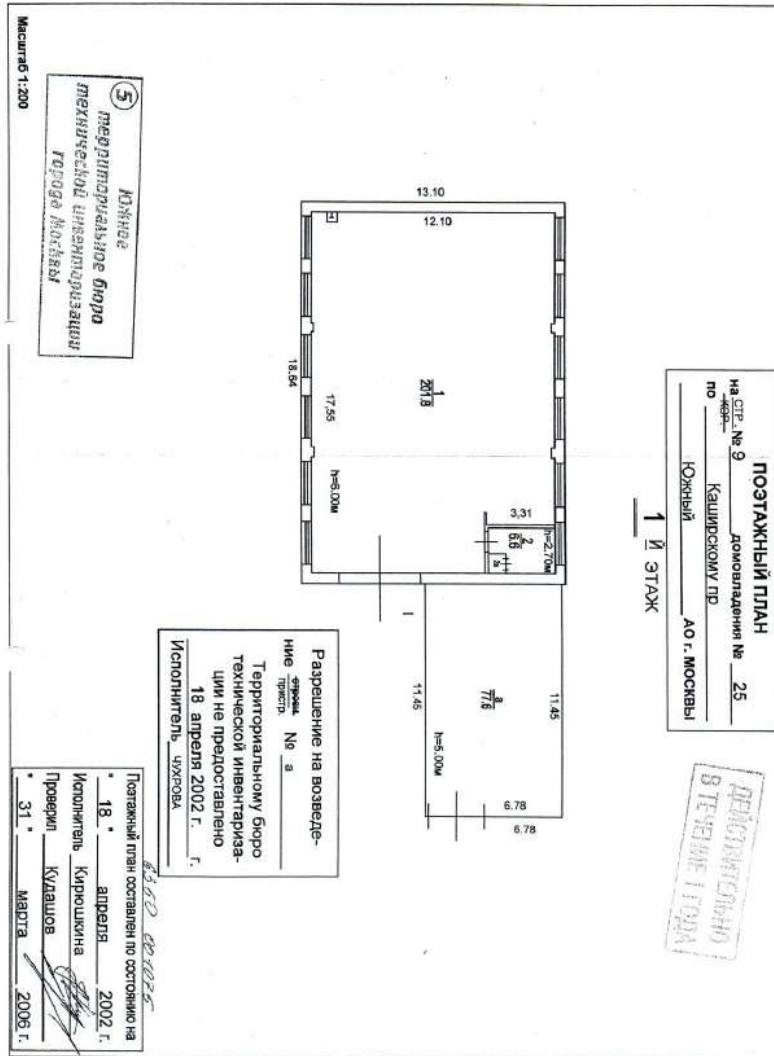 ПОЭТАЖНЫЙ ПЛАН
на СТР. № 9 домовладения № 25
КОР.
по Каширскому пр
Южный АО г. МОСКВЫ
1 Й ЭТАЖ
ДЕЙСТВИТЕЛЬНО
В ТЕЧЕНИЕ 1 ГОДА
13.10
12.10
1
201.8
17,55
18.64
h=6.00м
3,31
h=2.70м
2
6.6
а
I
11.45
а
77.6
11.45
h=5.00м
6.78
6.78
Разрешение на возведе-
ние строен. № а
пристр.
Территориальному бюро
технической инвентариза-
ции не предоставлено
18 апреля 2002 г. г.
Исполнитель ЧУХРОВА
Поэтажный план составлен по состоянию на
" 18 " апреля 2002 г.
Исполнитель Кирюшкина
Проверил Кудашов
" 31 " марта 2006 г.
5
Южное
территориальное бюро
технической инвентаризации
города Москвы
Масштаб 1:200